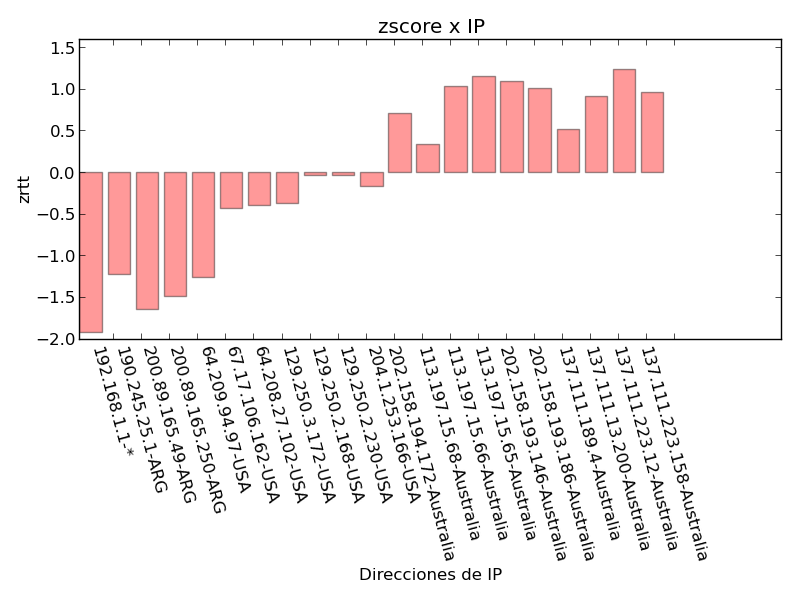 zscore x IP
zrtt
1.5
1.0
0.5
0.0
−0.5
−1.0
−1.5
−2.0
192.168.1.1-*
190.245.25.1-ARG
200.89.165.49-ARG
200.89.165.250-ARG
64.209.94.97-USA
67.17.106.162-USA
64.208.27.102-USA
129.250.3.172-USA
129.250.2.168-USA
129.250.2.230-USA
204.1.253.166-USA
202.158.194.172-Australia
113.197.15.68-Australia
113.197.15.66-Australia
113.197.15.65-Australia
202.158.193.146-Australia
202.158.193.186-Australia
137.111.189.4-Australia
137.111.13.200-Australia
137.111.223.12-Australia
137.111.223.158-Australia
Direcciones de IP